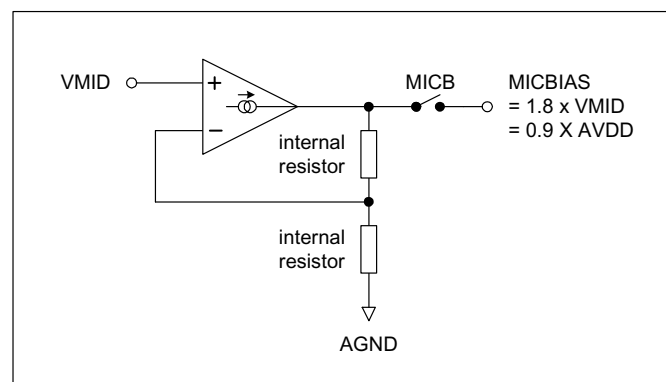 VMID
+
−
MICB
MICBIAS
= 1.8 x VMID
= 0.9 X AVDD
internal
resistor
internal
resistor
AGND